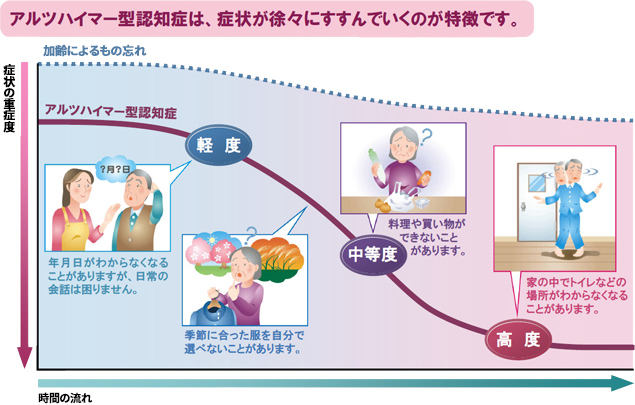 アルツハイマー型認知症は、症状が徐々にすすんでいくのが特徴です。
加齢によるもの忘れ
症状の重症度
アルツハイマー型認知症
軽度
?月?日
年月日がわからなくなる
ことがありますが、日常の
会話は困りません。
?
季節に合った服を自分で
選べないことがあります。
?
料理や買い物が
できないこと
があります。
中等度
家の中でトイレなどの
場所がわからなくなる
ことがあります。
高度
時間の流れ